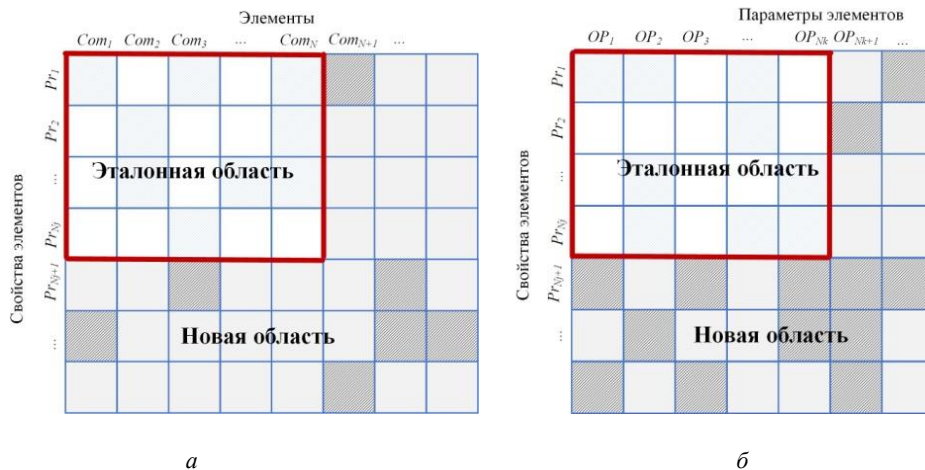 Элементы
Com1 Com2 Com3 ... ComN ComN+1 ...
Свойства элементов
Pr1
Pr2
...
PrNj
PrNj+1
...
Эталонная область
Новая область
а
Параметры элементов
OP1 OP2 OP3 ... OPNk OPNk+1 ...
Свойства элементов
Pr1
Pr2
...
PrNj
PrNj+1
...
Эталонная область
Новая область
б